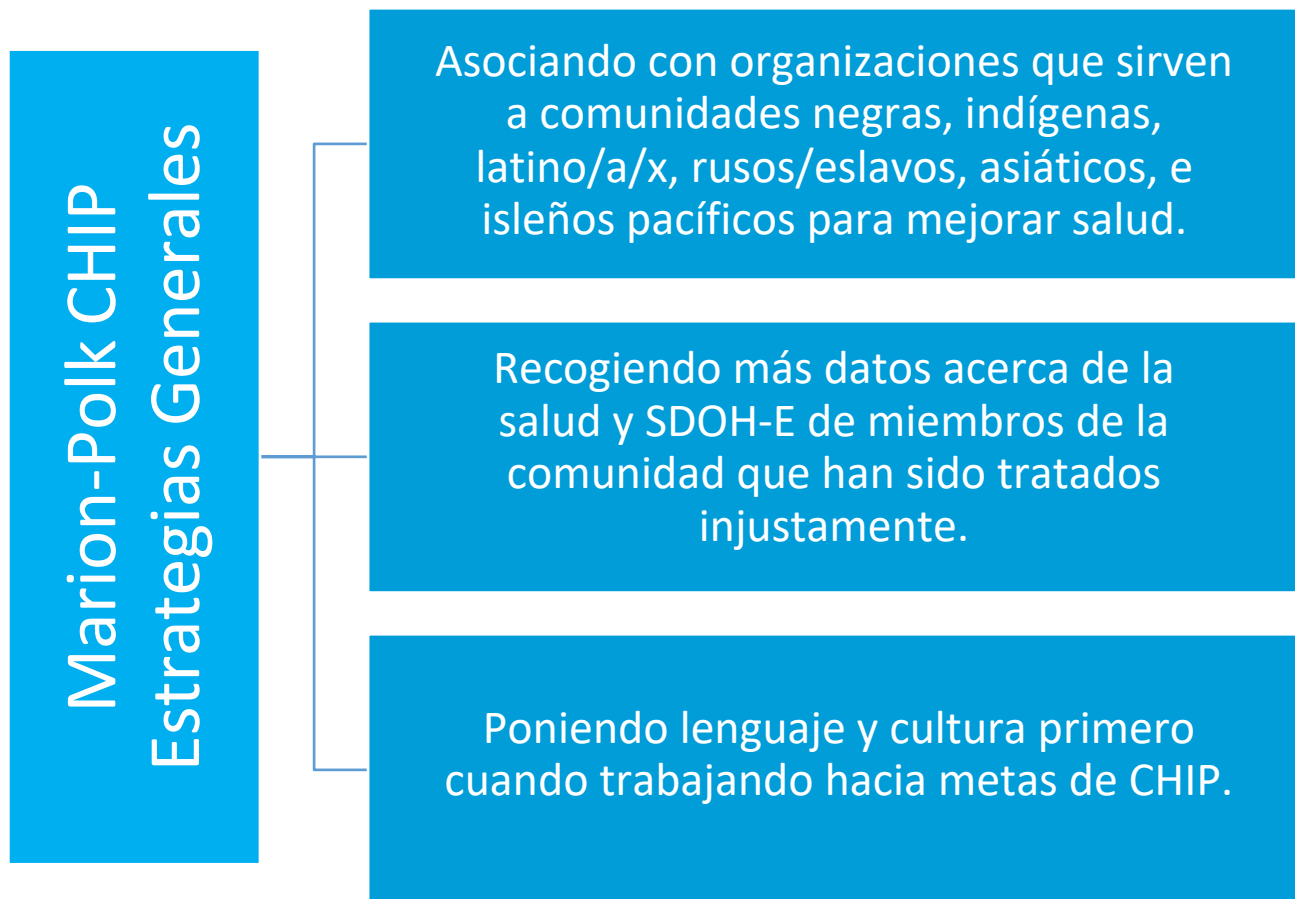 Marion-Polk CHIP
Estrategias Generales
Asociando con organizaciones que sirven
a comunidades negras, indígenas,
latino/a/x, rusos/eslavos, asiáticos, e
isleños pacíficos para mejorar salud.
Recogiendo más datos acerca de la
salud y SDOH-E de miembros de la
comunidad que han sido tratados
injustamente.
Poniendo lenguaje y cultura primero
cuando trabajando hacia metas de CHIP.